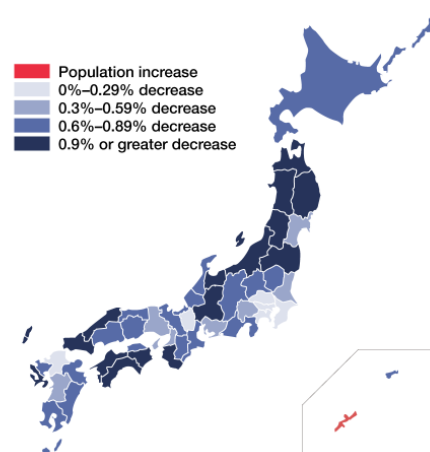 Population increase
0%–0.29% decrease
0.3%–0.59% decrease
0.6%–0.89% decrease
0.9% or greater decrease